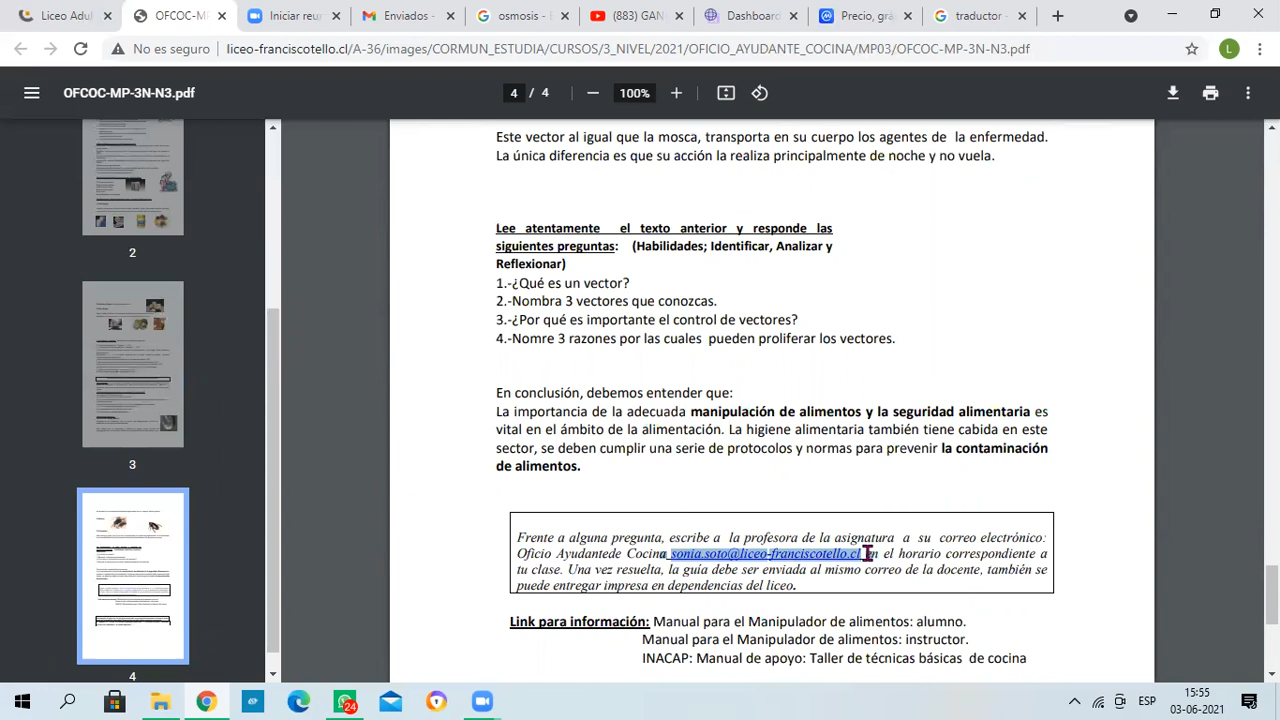 Liceo Adul
OFCOC-MP
Iniciar reu
Enviados -
osmosis - B
(883) GAN
Dashboard
Precio, grá
traductor -
No es seguro
liceo-franciscotello.cl/A-36/images/CORMUN_ESTUDIA/CURSOS/3_NIVEL/2021/OFICIO_AYUDANTE_COCINA/MP03/OFCOC-MP-3N-N3.pdf
L
OFCOC-MP-3N-N3.pdf
4 / 4
100%
Este vector al igual que la mosca, transporta en su cuerpo los agentes de la enfermedad.
La única diferencia es que su acción la realiza principalmente de noche y no vuela.
Lee atentamente el texto anterior y responde las
siguientes preguntas: (Habilidades; Identificar, Analizar y
Reflexionar)
1.-¿Qué es un vector?
2.-Nombra 3 vectores que conozcas.
3.-¿Por qué es importante el control de vectores?
4.-Nombra 3 razones por las cuales pueden proliferar los vectores.
En conclusión, debemos entender que:
La importancia de la adecuada manipulación de alimentos y la seguridad alimentaria es
vital en el ámbito de la alimentación. La higiene alimentaria también tiene cabida en este
sector, se deben cumplir una serie de protocolos y normas para prevenir la contaminación
de alimentos.
Frente a alguna pregunta, escribe a la profesora de asignatura a su correo electrónico:
Oficio Ayudante de Cocina en el horario correspondiente a
tu clase. Una vez resuelta, la guía debe ser enviada al mismo correo de la docente. También se
puede entregar impresa en dependencias del liceo.
Link para información: Manual para el Manipulador de alimentos: alumno.
Manual para el Manipulador de alimentos: instructor.
INACAP: Manual de apoyo: Taller de técnicas básicas de cocina
2
3
4
24
ESP
15:55
03-06-2021